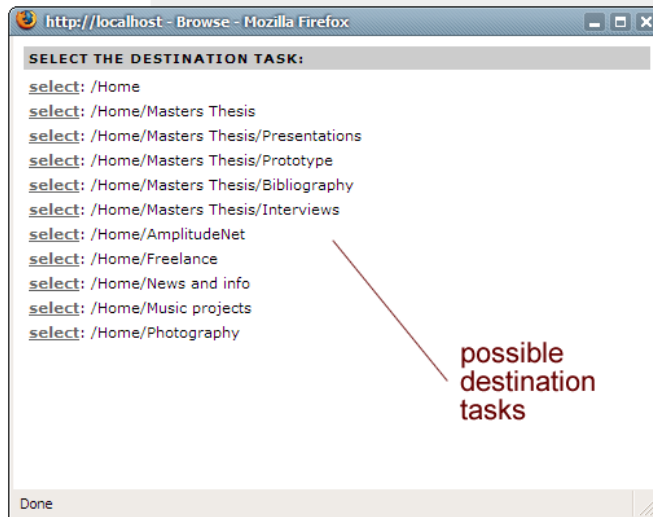 http://localhost - Browse - Mozilla Firefox
SELECT THE DESTINATION TASK:
select: /Home
select: /Home/Masters Thesis
select: /Home/Masters Thesis/Presentations
select: /Home/Masters Thesis/Prototype
select: /Home/Masters Thesis/Bibliography
select: /Home/Masters Thesis/Interviews
select: /Home/AmplitudeNet
select: /Home/Freelance
select: /Home/News and info
select: /Home/Music projects
select: /Home/Photography
possible
destination
tasks
Done